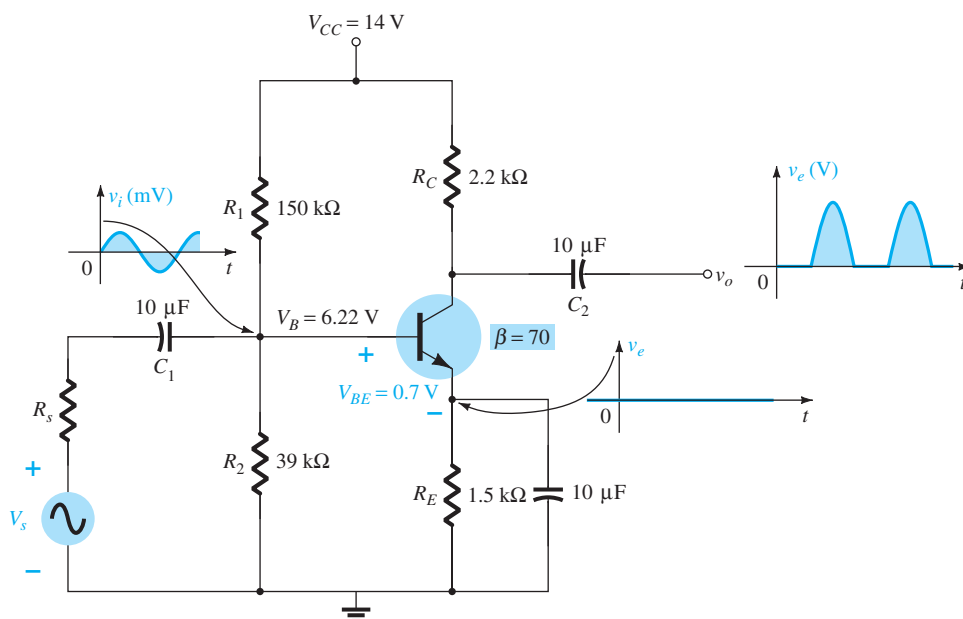 V_CC = 14 V
v_i (mV)
0
t
R_1
150 kΩ
R_C
2.2 kΩ
v_e (V)
0
t
10 μF
C_2
v_o
10 μF
C_1
V_B = 6.22 V
β = 70
+
V_BE = 0.7 V
−
v_e
0
t
R_s
+
V_s
−
R_2
39 kΩ
R_E
1.5 kΩ
10 μF